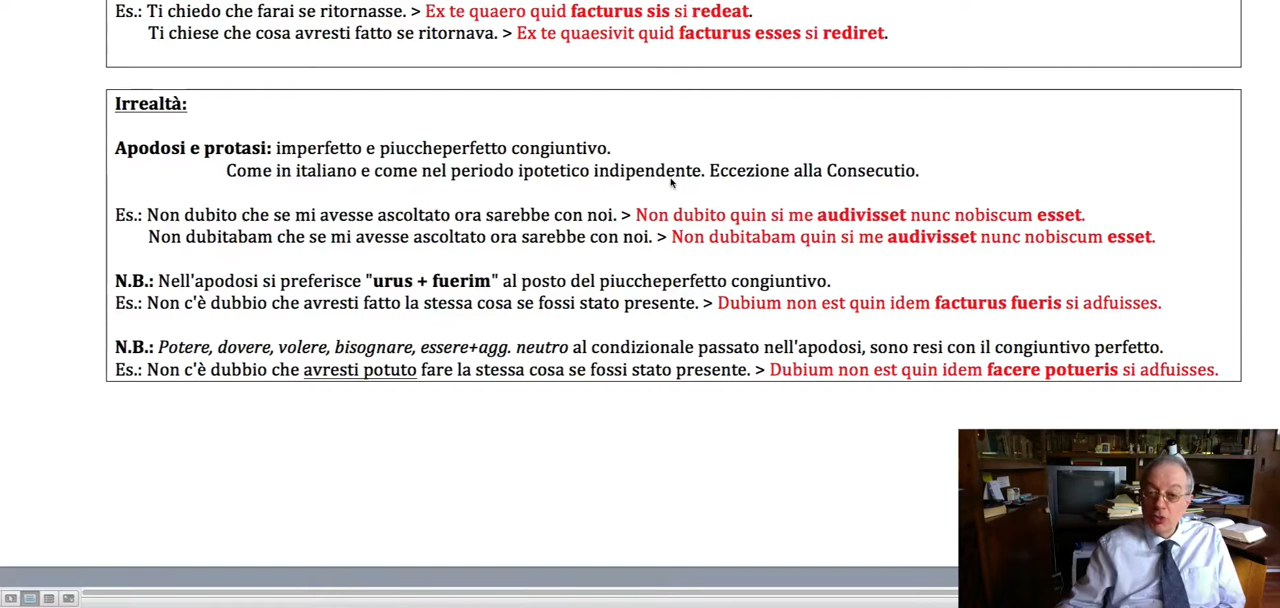 Es.: Ti chiedo che farai se ritornasse. > Ex te quaero quid facturus sis si redeat.
Ti chiese che cosa avresti fatto se ritornava. > Ex te quaesivit quid facturus esses si rediret.
Irrealtà:
Apodosi e protasi: imperfetto e piuccheperfetto congiuntivo.
Come in italiano e come nel periodo ipotetico indipendente. Eccezione alla Consecutio.
Es.: Non dubito che se mi avesse ascoltato ora sarebbe con noi. > Non dubito quin si me audivisset nunc nobiscum esset.
Non dubitabam che se mi avesse ascoltato ora sarebbe con noi. > Non dubitabam quin si me audivisset nunc nobiscum esset.
N.B.: Nell'apodosi si preferisce "urus + fuerim" al posto del piuccheperfetto congiuntivo.
Es.: Non c'è dubbio che avresti fatto la stessa cosa se fossi stato presente. > Dubium non est quin idem facturus fueris si adfuisses.
N.B.: Potere, dovere, volere, bisognare, essere+agg. neutro al condizionale passato nell'apodosi, sono resi con il congiuntivo perfetto.
Es.: Non c'è dubbio che avresti potuto fare la stessa cosa se fossi stato presente. > Dubium non est quin idem facere potueris si adfuisses.